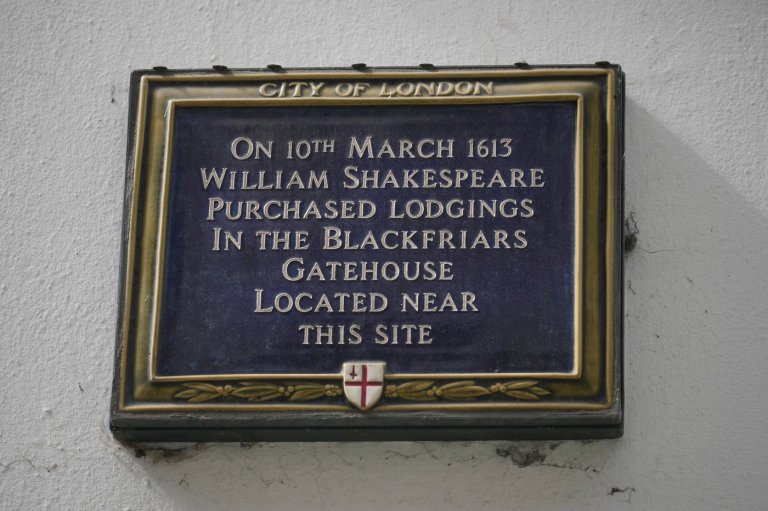 CITY OF LONDON
ON 10TH MARCH 1613
WILLIAM SHAKESPEARE
PURCHASED LODGINGS
IN THE BLACKFRIARS
GATEHOUSE
LOCATED NEAR
THIS SITE